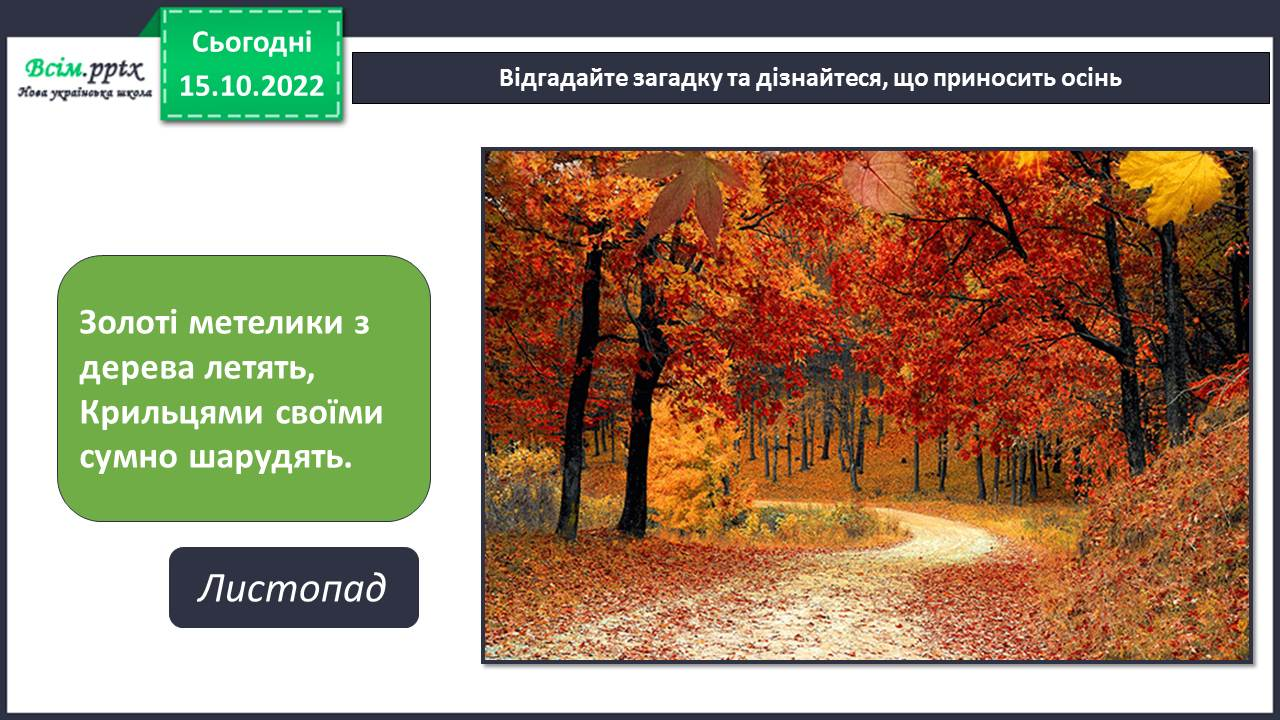 Всім.pptx
Нова українська школа
Сьогодні
15.10.2022
Відгадайте загадку та дізнайтеся, що приносить осінь
Золоті метелики з
дерева летять,
Крильцями своїми
сумно шарудять.
Листопад